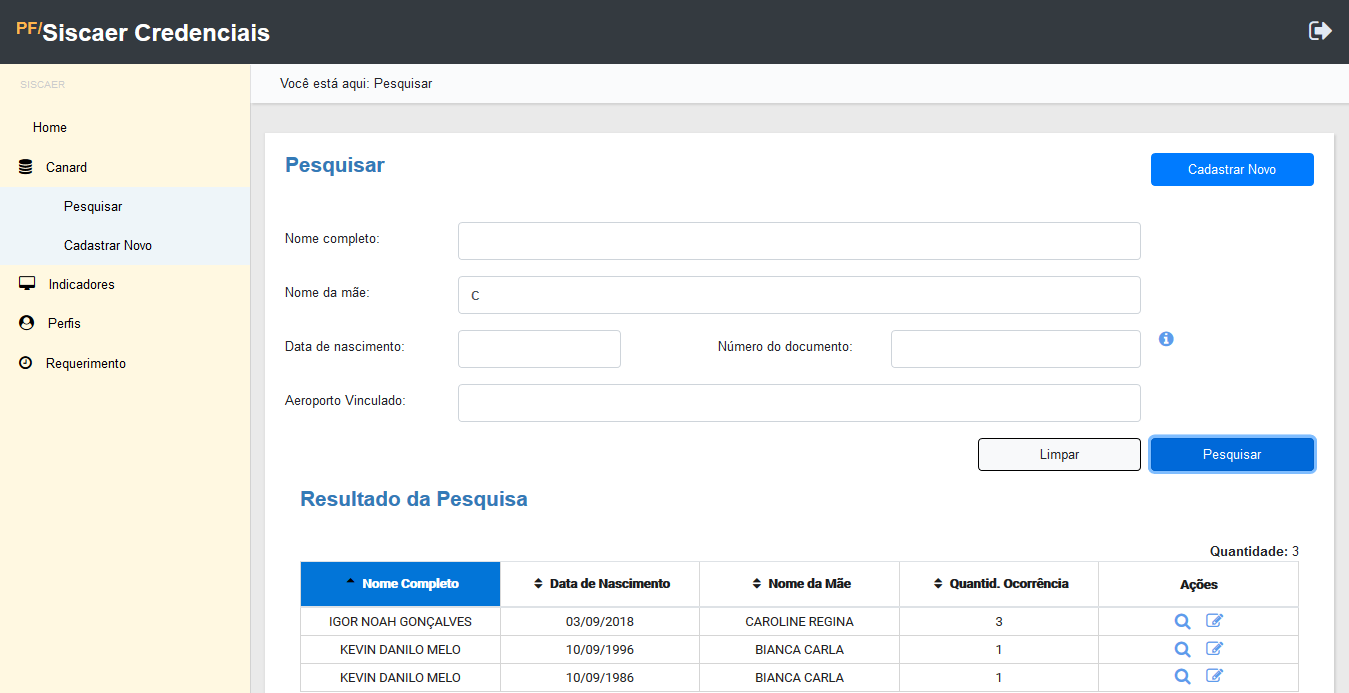 PF/Siscaer Credenciais
SISCAER
Você está aqui: Pesquisar
Home
Canard
Pesquisar
Cadastrar Novo
Indicadores
Perfis
Requerimento
Pesquisar
Cadastrar Novo
Nome completo:
Nome da mãe: C
Data de nascimento: Número do documento:
Aeroporto Vinculado:
Limpar Pesquisar
Resultado da Pesquisa
Quantidade: 3
Nome Completo Data de Nascimento Nome da Mãe Quantid. Ocorrência Ações
IGOR NOAH GONÇALVES 03/09/2018 CAROLINE REGINA 3
KEVIN DANILO MELO 10/09/1996 BIANCA CARLA 1
KEVIN DANILO MELO 10/09/1986 BIANCA CARLA 1